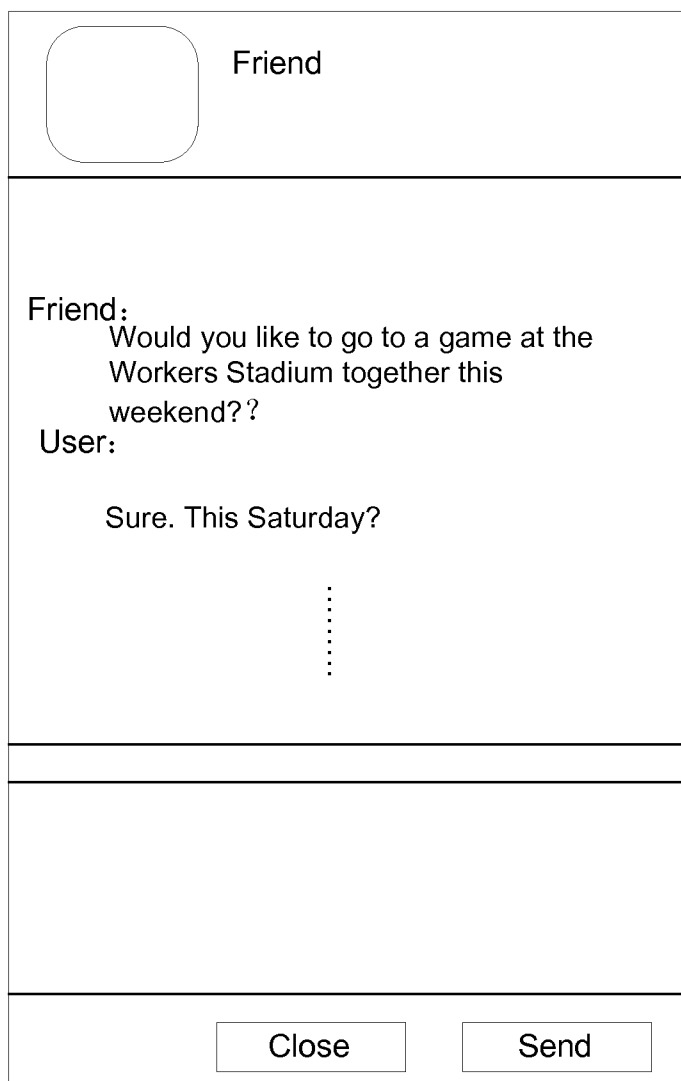 Friend
Friend：
Would you like to go to a game at the
Workers Stadium together this
weekend?？
User：
Sure. This Saturday?
Close
Send